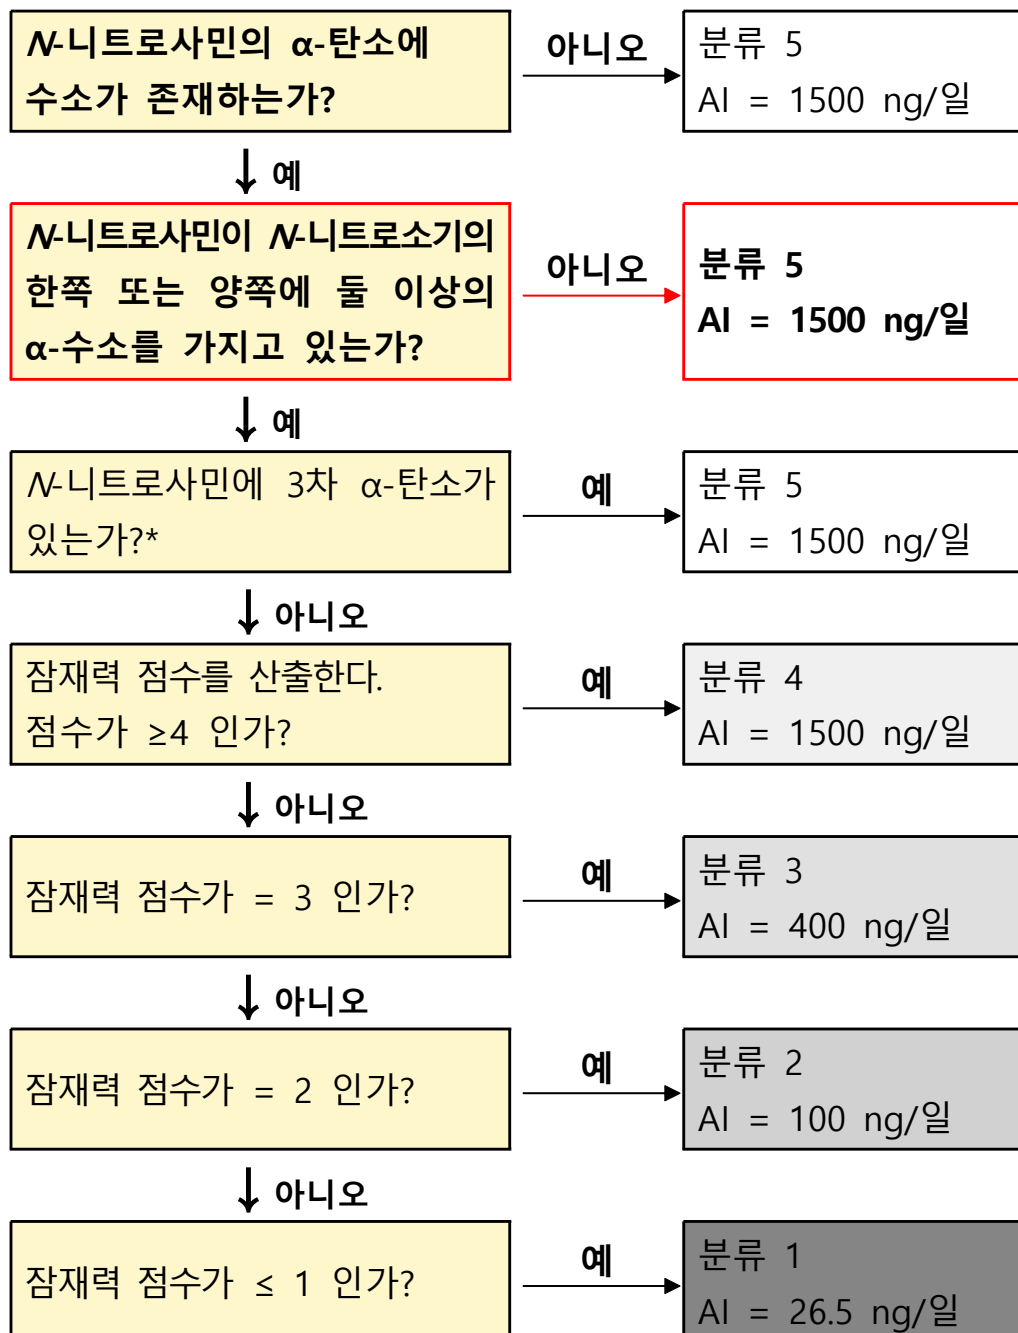 N-니트로사민의 α-탄소에
수소가 존재하는가?
아니오
분류 5
AI = 1500 ng/일
↓ 예
N-니트로사민이 N-니트로소기의
한쪽 또는 양쪽에 둘 이상의
α-수소를 가지고 있는가?
아니오
분류 5
AI = 1500 ng/일
↓ 예
N-니트로사민에 3차 α-탄소가
있는가?*
예
분류 5
AI = 1500 ng/일
↓ 아니오
잠재력 점수를 산출한다.
점수가 ≥4 인가?
예
분류 4
AI = 1500 ng/일
↓ 아니오
잠재력 점수가 = 3 인가?
예
분류 3
AI = 400 ng/일
↓ 아니오
잠재력 점수가 = 2 인가?
예
분류 2
AI = 100 ng/일
↓ 아니오
잠재력 점수가 ≤ 1 인가?
예
분류 1
AI = 26.5 ng/일